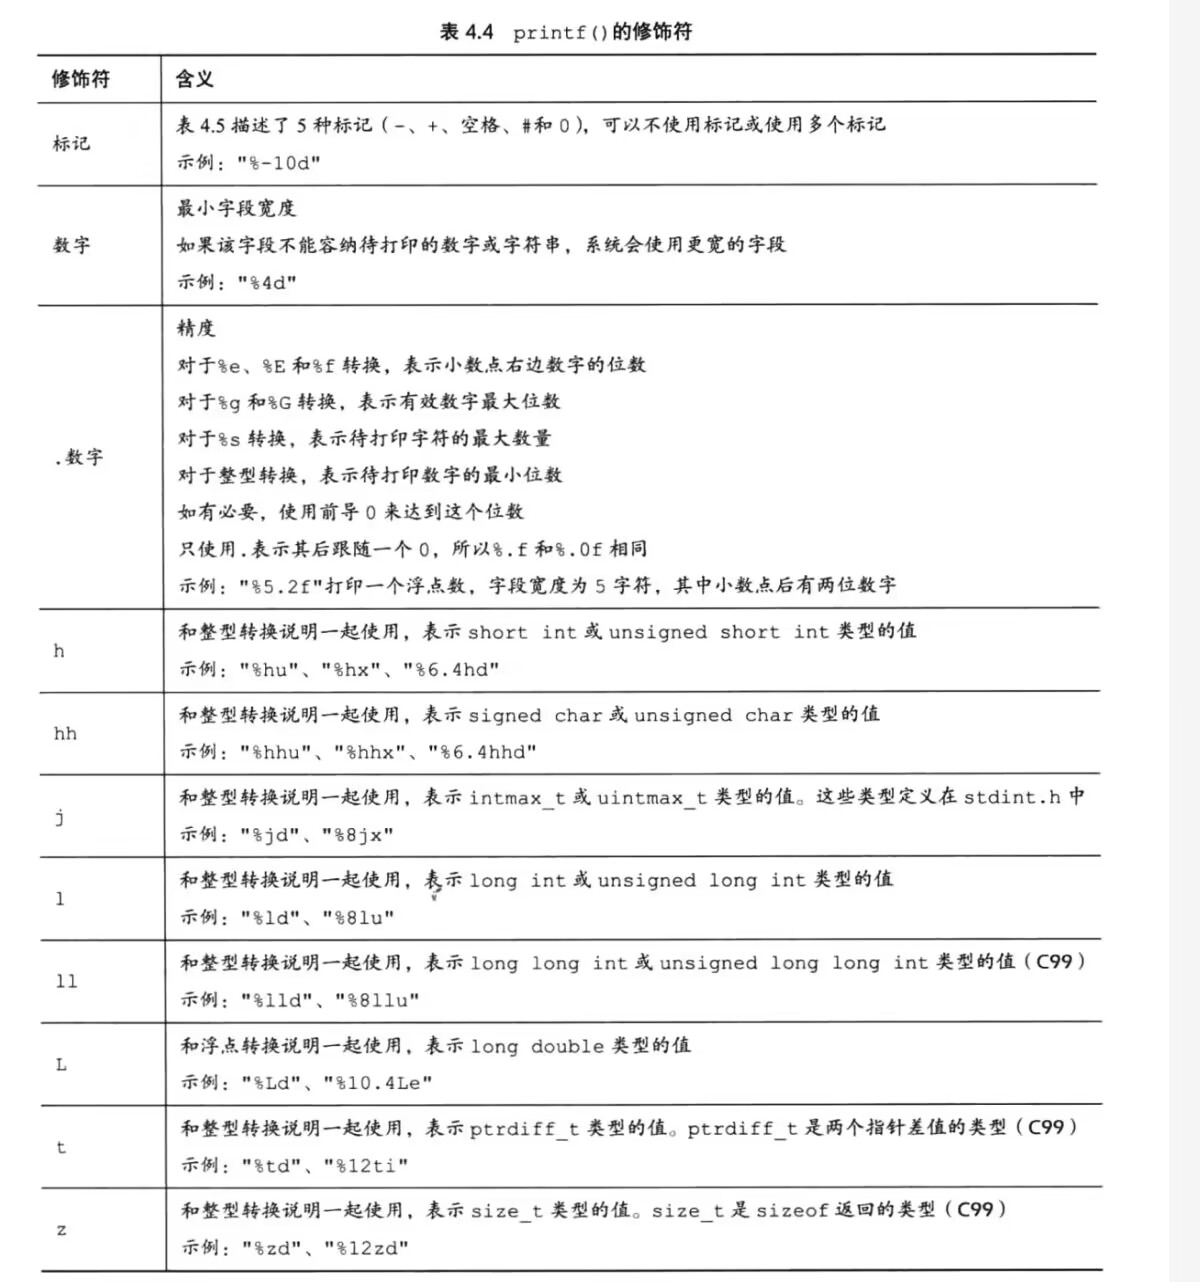 表 4.4 printf()的修饰符
修饰符 含义
标记
表 4.5 描述了 5 种标记（-、+、空格、#和 0），可以不使用标记或使用多个标记
示例："%-10d"
数字
最小字段宽度
如果该字段不能容纳待打印的数字或字符串，系统会使用更宽的字段
示例："%4d"
.数字
精度
对于%e、%E 和%f 转换，表示小数点右边数字的位数
对于%g 和%G 转换，表示有效数字最大位数
对于%s 转换，表示待打印字符的最大数量
对于整型转换，表示待打印数字的最小位数
如有必要，使用前导 0 来达到这个位数
只使用.表示其后跟随一个 0，所以%.f 和%.0f 相同
示例："%5.2f"打印一个浮点数，字段宽度为 5 字符，其中小数点后有两位数字
h
和整型转换说明一起使用，表示 short int 或 unsigned short int 类型的值
示例："%hu"、"%hx"、"%6.4hd"
hh
和整型转换说明一起使用，表示 signed char 或 unsigned char 类型的值
示例："%hhu"、"%hhx"、"%6.4hhd"
j
和整型转换说明一起使用，表示 intmax_t 或 uintmax_t 类型的值。这些类型定义在 stdint.h 中
示例："%jd"、"%8jx"
l
和整型转换说明一起使用，表示 long int 或 unsigned long int 类型的值
示例："%ld"、"%8lu"
ll
和整型转换说明一起使用，表示 long long int 或 unsigned long long int 类型的值（C99）
示例："%lld"、"%8llu"
L
和浮点转换说明一起使用，表示 long double 类型的值
示例："%Ld"、"%10.4Le"
t
和整型转换说明一起使用，表示 ptrdiff_t 类型的值。ptrdiff_t 是两个指针差值的类型（C99）
示例："%td"、"%12ti"
z
和整型转换说明一起使用，表示 size_t 类型的值。size_t 是 sizeof 返回的类型（C99）
示例："%zd"、"%12zd"